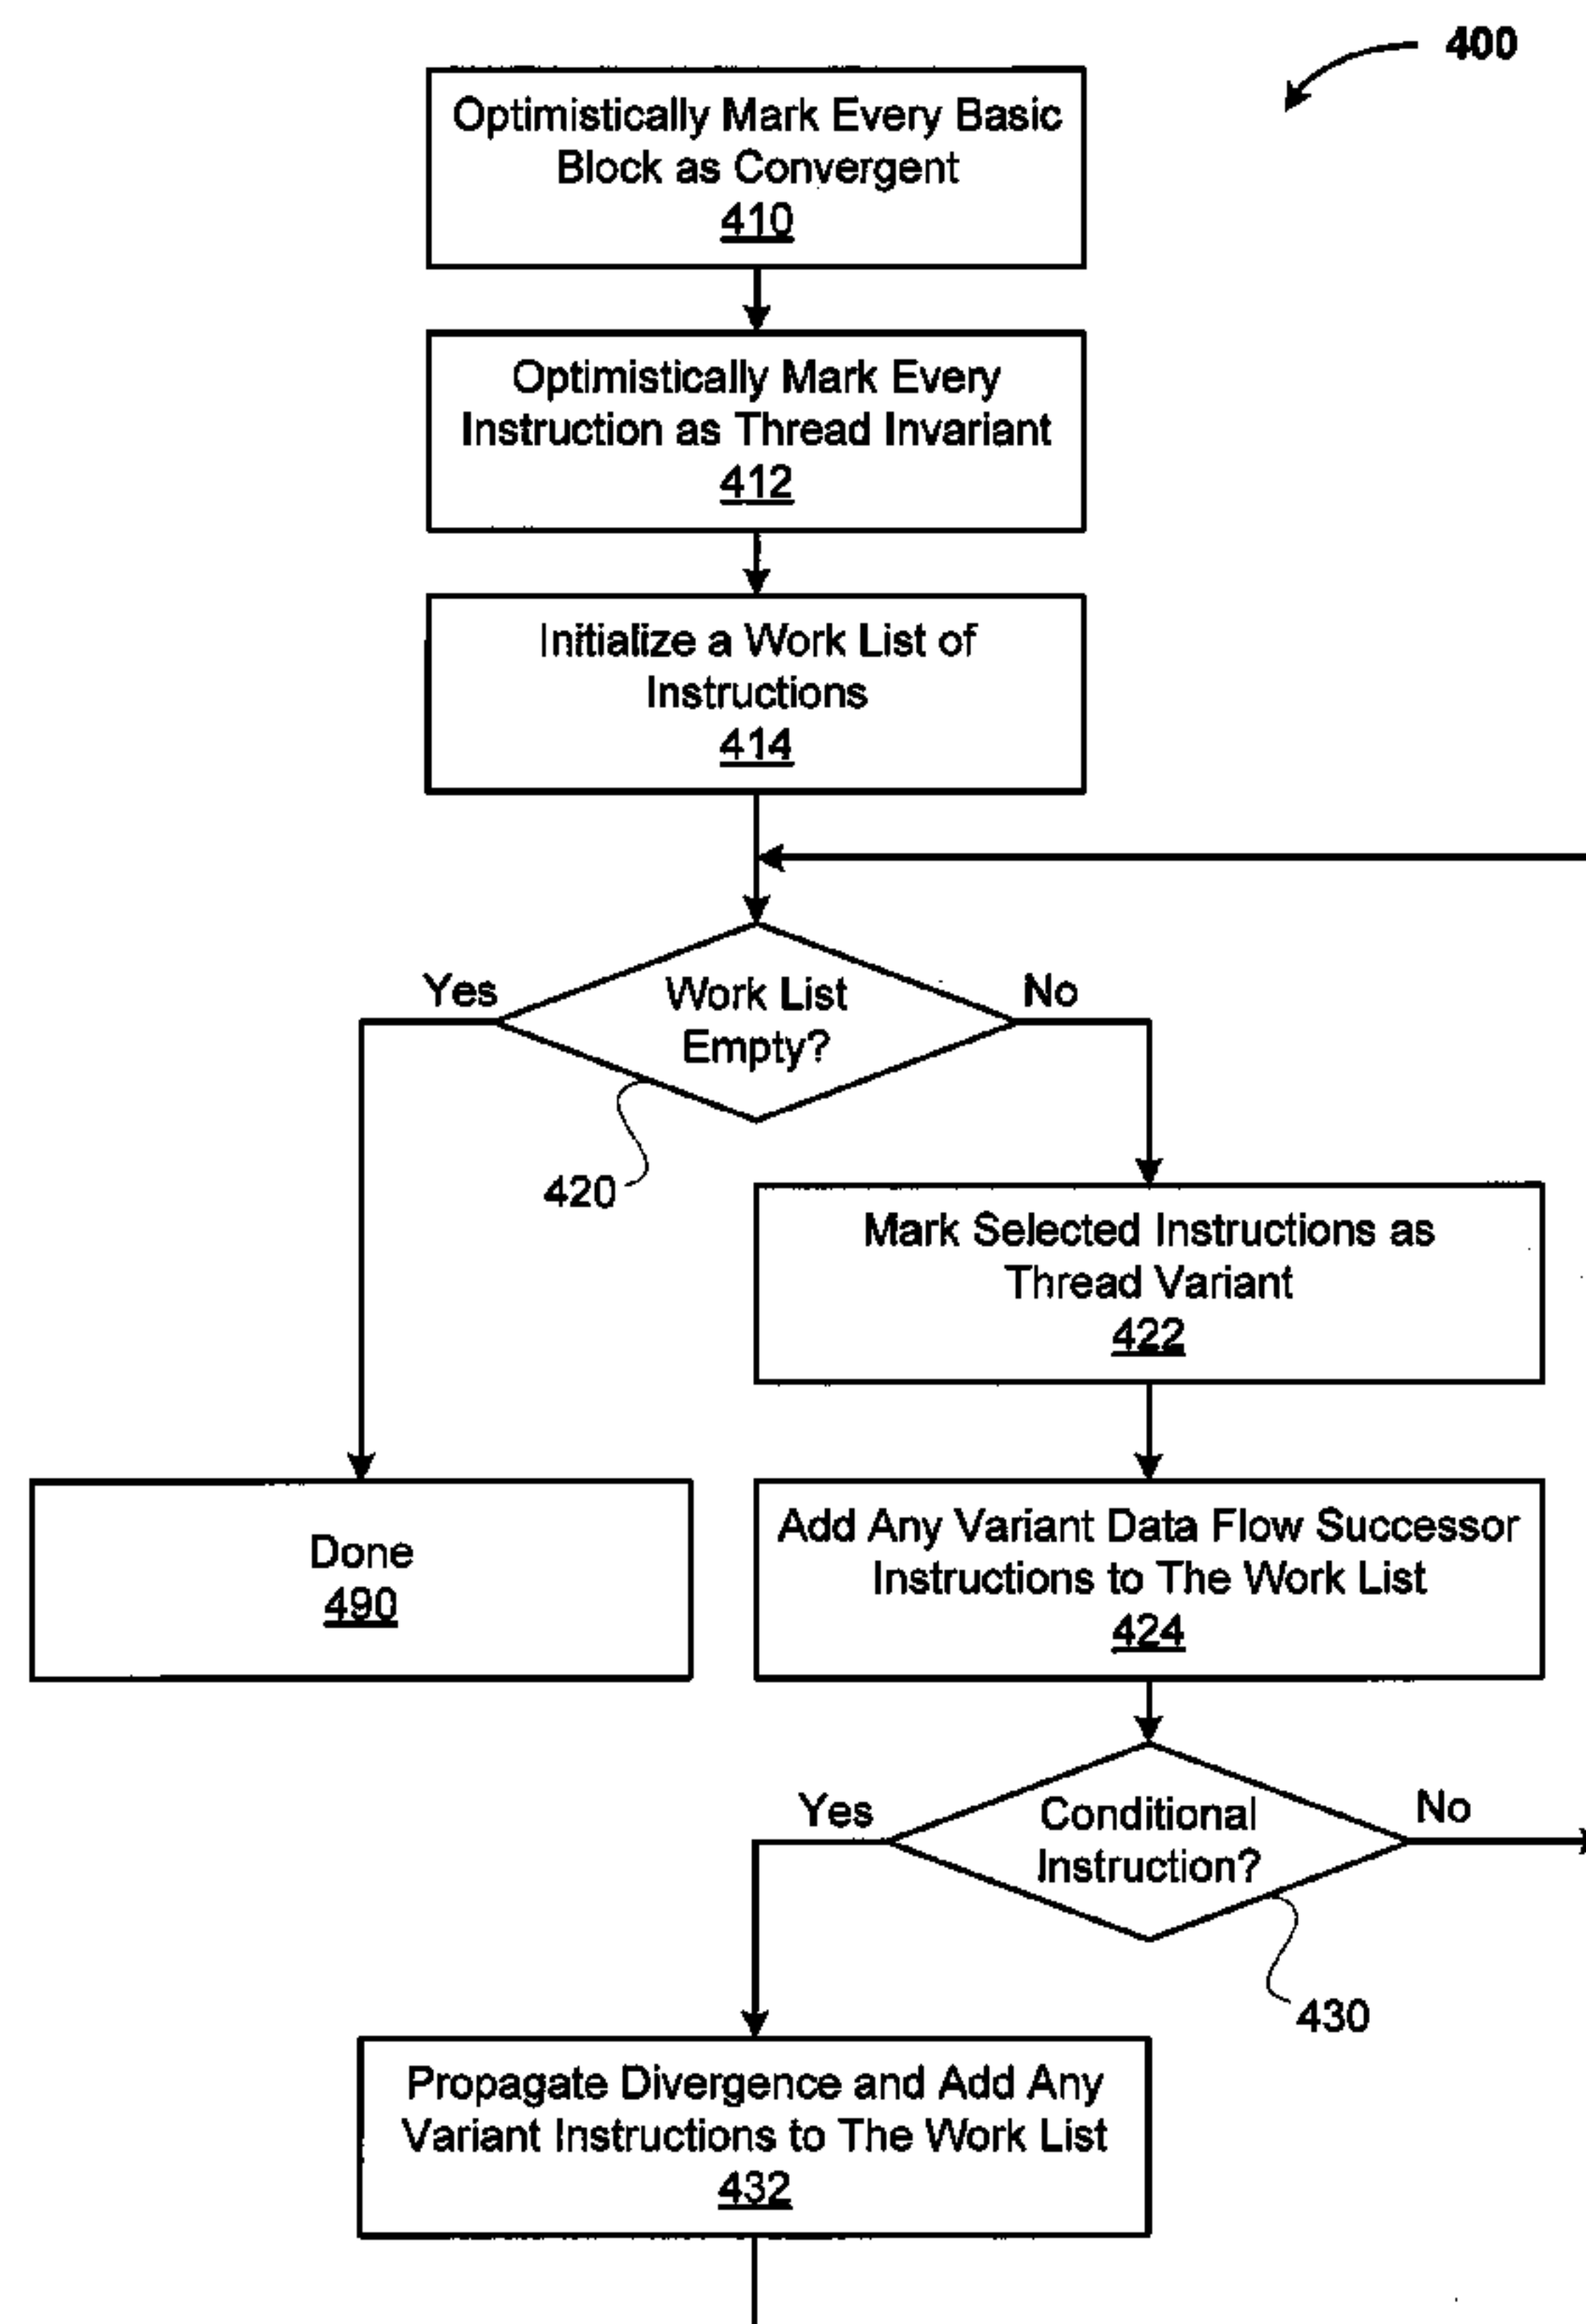 400
Optimistically Mark Every Basic
Block as Convergent
410
Optimistically Mark Every
Instruction as Thread Invariant
412
Initialize a Work List of
Instructions
414
Yes
Work List
Empty?
No
420
Mark Selected Instructions as
Thread Variant
422
Done
490
Add Any Variant Data Flow Successor
Instructions to The Work List
424
Yes
Conditional
Instruction?
No
430
Propagate Divergence and Add Any
Variant Instructions to The Work List
432